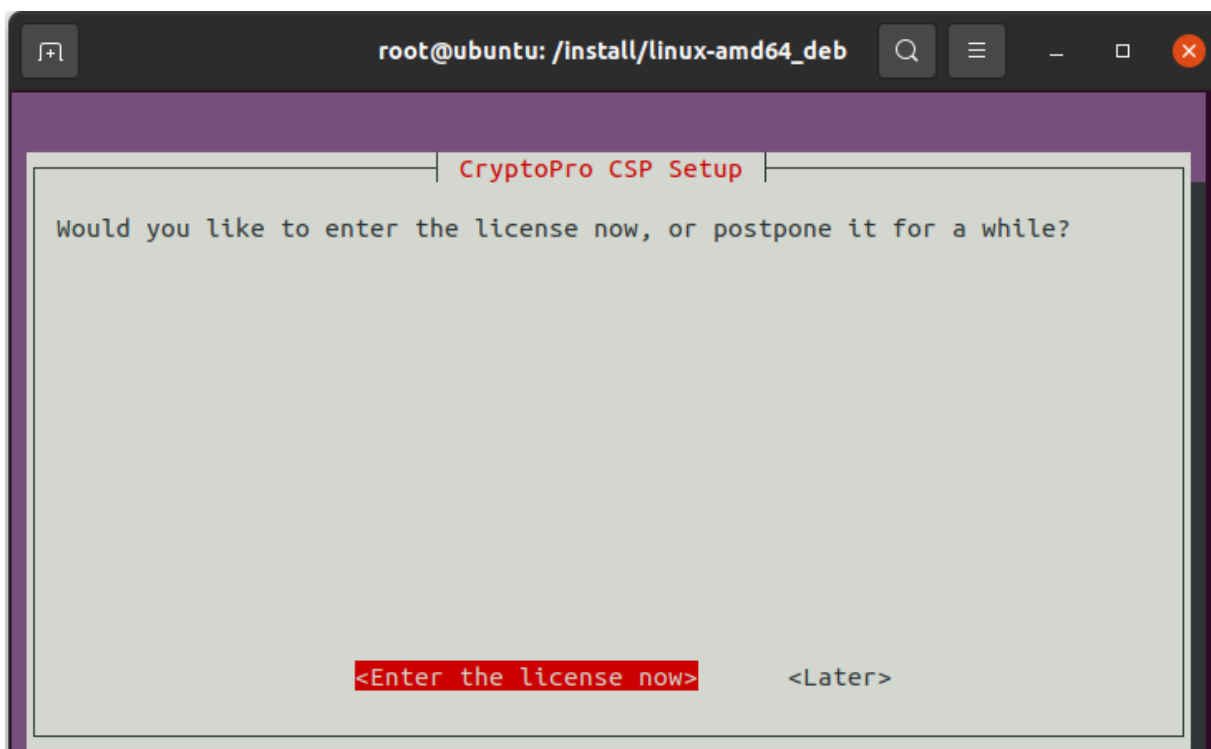 root@ubuntu: /install/linux-amd64_deb
CryptoPro CSP Setup
Would you like to enter the license now, or postpone it for a while?
<Enter the license now> <Later>